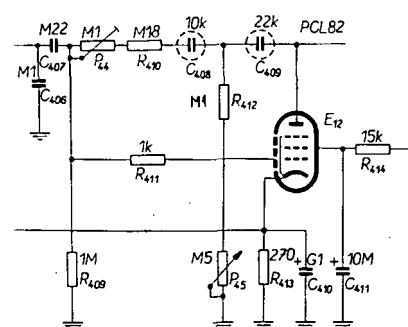 M22 M1 M18 10k 22k PCL82
C407 P44 R410 C408 C409
M1
C406
M1 R412
E12
1k
R411
15k
R414
1M
R409
M5
P45
270
R413
+ G1
C410
+ 10M
C411